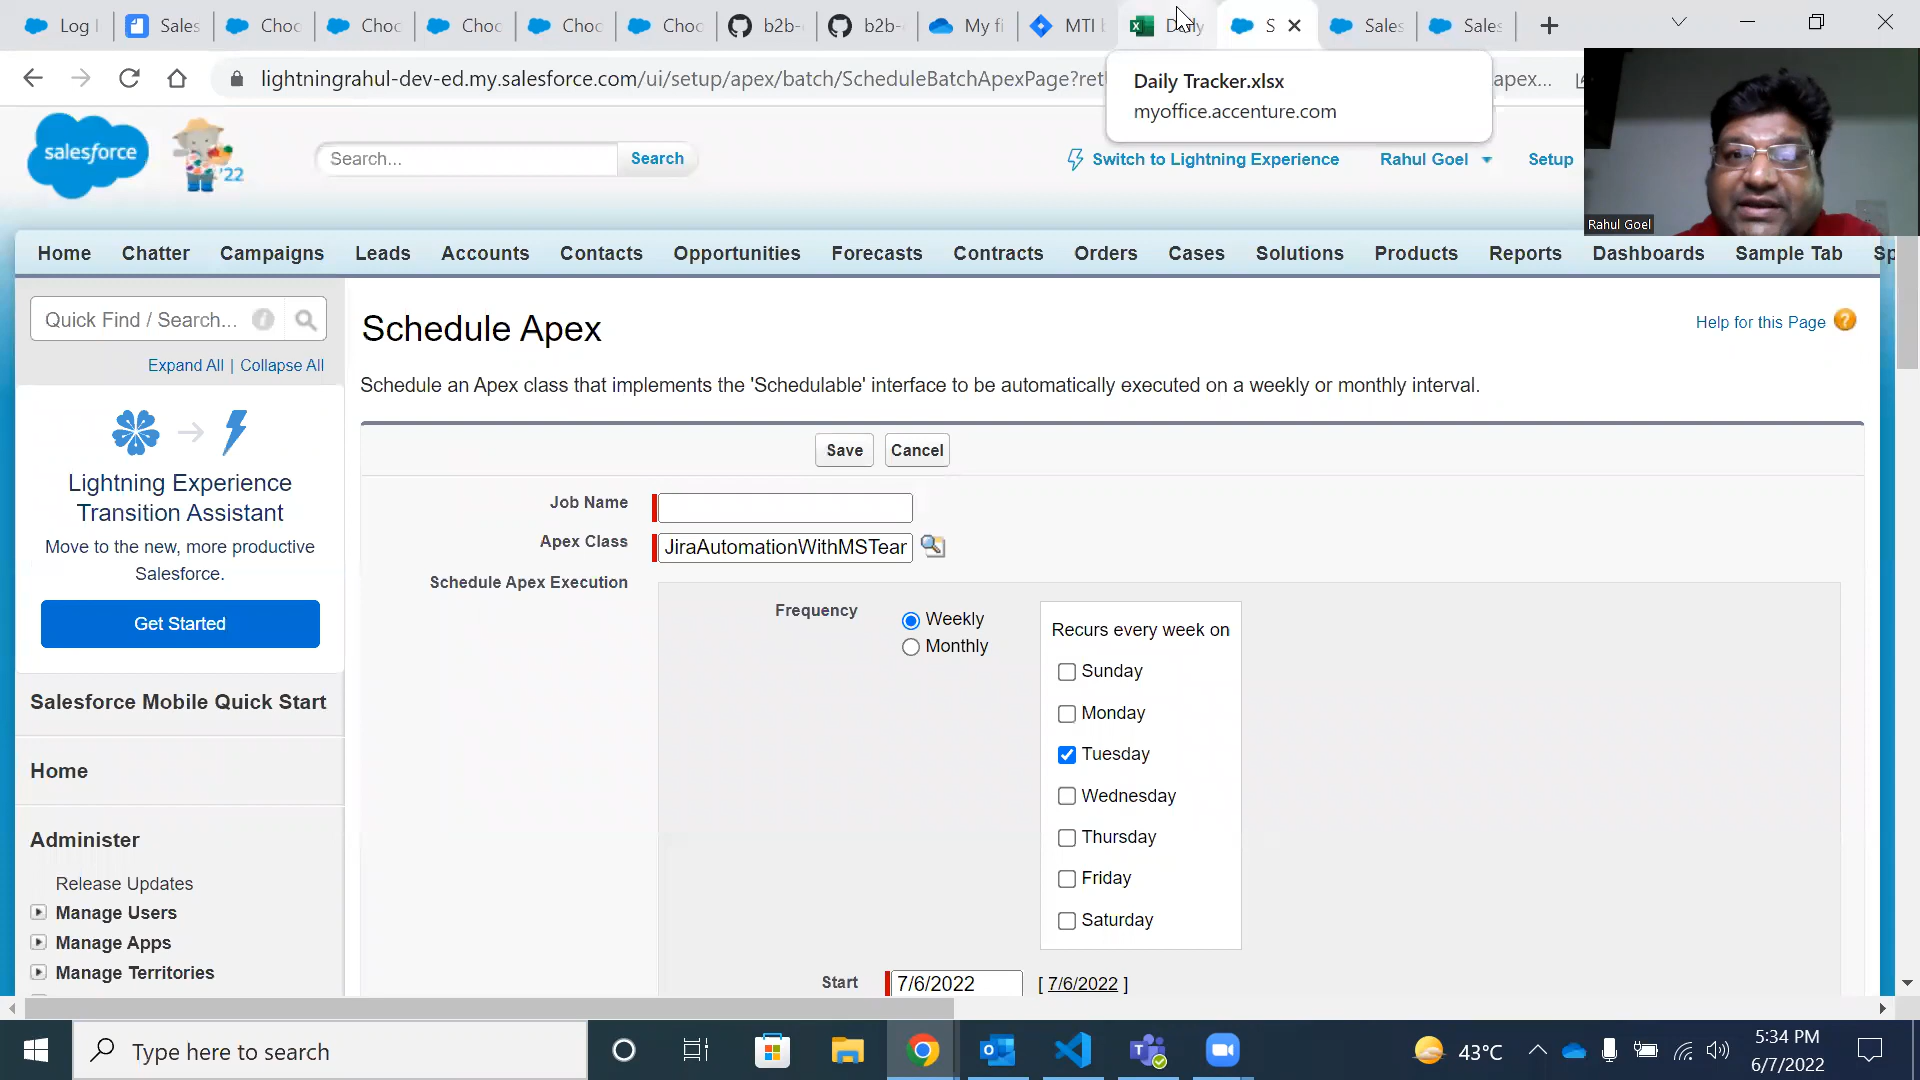 Log I
Sales
Choc
Choc
Choc
Choc
Choc
b2b-
b2b-
My fi
MTI b
Daily
S
Sales
Sales
lightningrahul-dev-ed.my.salesforce.com/ui/setup/apex/batch/ScheduleBatchApexPage?ret
apex...
Daily Tracker.xlsx
myoffice.accenture.com
salesforce
'22
Search...
Search
Switch to Lightning Experience
Rahul Goel
Setup
Rahul Goel
Home
Chatter
Campaigns
Leads
Accounts
Contacts
Opportunities
Forecasts
Contracts
Orders
Cases
Solutions
Products
Reports
Dashboards
Sample Tab
Sp
Quick Find / Search...
Expand All | Collapse All
Lightning Experience
Transition Assistant
Move to the new, more productive
Salesforce.
Get Started
Salesforce Mobile Quick Start
Home
Administer
Release Updates
Manage Users
Manage Apps
Manage Territories
Schedule Apex
Help for this Page
Schedule an Apex class that implements the 'Schedulable' interface to be automatically executed on a weekly or monthly interval.
Save
Cancel
Job Name
Apex Class
JiraAutomationWithMSTear
Schedule Apex Execution
Frequency
Weekly
Monthly
Recurs every week on
Sunday
Monday
Tuesday
Wednesday
Thursday
Friday
Saturday
Start
7/6/2022
[ 7/6/2022 ]
Type here to search
43°C
5:34 PM
6/7/2022